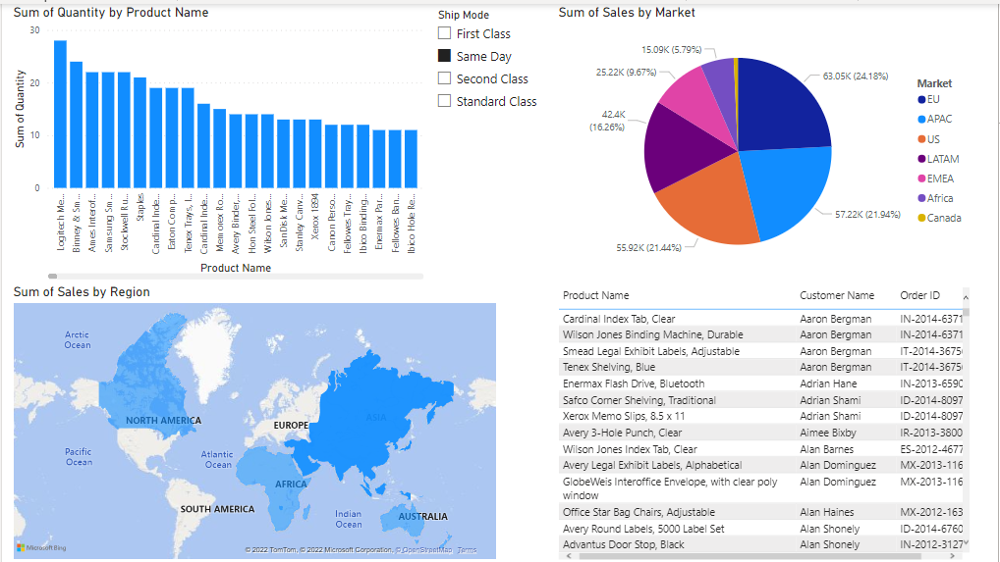 Sum of Quantity by Product Name
Sum of Quantity
30
20
10
0
Logitech Me...
Binney & Sm...
Ames Interof...
Samsung Sm...
Stockwell Ru...
Staples
Cardinal Inde...
Eaton Comp...
Tenex Trays, I...
Cardinal Inde...
Memorex Ro...
Avery Binder,...
Hon Steel Fol...
Wilson Jones...
SanDisk Me...
Stanley Canv...
Xerox 1894
Canon Perso...
Fellowes Tray...
Ibico Binding...
Enermax Par...
Fellowes Ban...
Ibico Hole Re...
Product Name
Ship Mode
First Class
Same Day
Second Class
Standard Class
Sum of Sales by Market
15.09K (5.79%)
25.22K (9.67%)
42.4K
(16.26%)
55.92K (21.44%)
57.22K (21.94%)
63.05K (24.18%)
Market
EU
APAC
US
LATAM
EMEA
Africa
Canada
Sum of Sales by Region
Arctic
Ocean
NORTH AMERICA
EUROPE
ASIA
Pacific
Ocean
Atlantic
Ocean
AFRICA
SOUTH AMERICA
Indian
Ocean
AUSTRALIA
Microsoft Bing
© 2022 TomTom, © 2022 Microsoft Corporation, © OpenStreetMap Terms
Product Name Customer Name Order ID
Cardinal Index Tab, Clear Aaron Bergman IN-2014-6371
Wilson Jones Binding Machine, Durable Aaron Bergman IN-2014-6371
Smead Legal Exhibit Labels, Adjustable Aaron Bergman IT-2014-3675
Tenex Shelving, Blue Aaron Bergman IT-2014-3675
Enermax Flash Drive, Bluetooth Adrian Hane IN-2013-6590
Safco Corner Shelving, Traditional Adrian Shami ID-2014-8097
Xerox Memo Slips, 8.5 x 11 Adrian Shami ID-2014-8097
Avery 3-Hole Punch, Clear Aimee Bixby IR-2013-3800
Wilson Jones Index Tab, Clear Alan Barnes ES-2012-4677
Avery Legal Exhibit Labels, Alphabetical Alan Dominguez MX-2013-116
GlobeWeis Interoffice Envelope, with clear poly Alan Dominguez MX-2013-116
window
Office Star Bag Chairs, Adjustable Alan Haines MX-2012-163
Avery Round Labels, 5000 Label Set Alan Shonely ID-2014-6760
Advantus Door Stop, Black Alan Shonely IN-2012-3127